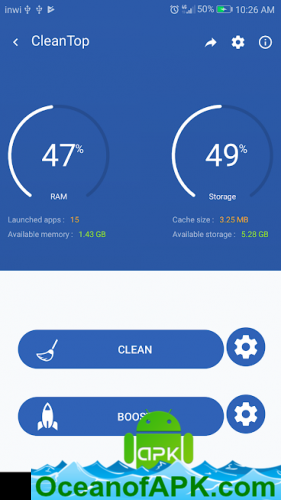 inwi 50% 10:26 AM
CleanTop
47% 49%
RAM Storage
Launched apps : 15 Cache size : 3.25 MB
Available memory : 1.43 GB Available storage : 5.28 GB
CLEAN
BOOS
APK
OceanofAPK.com